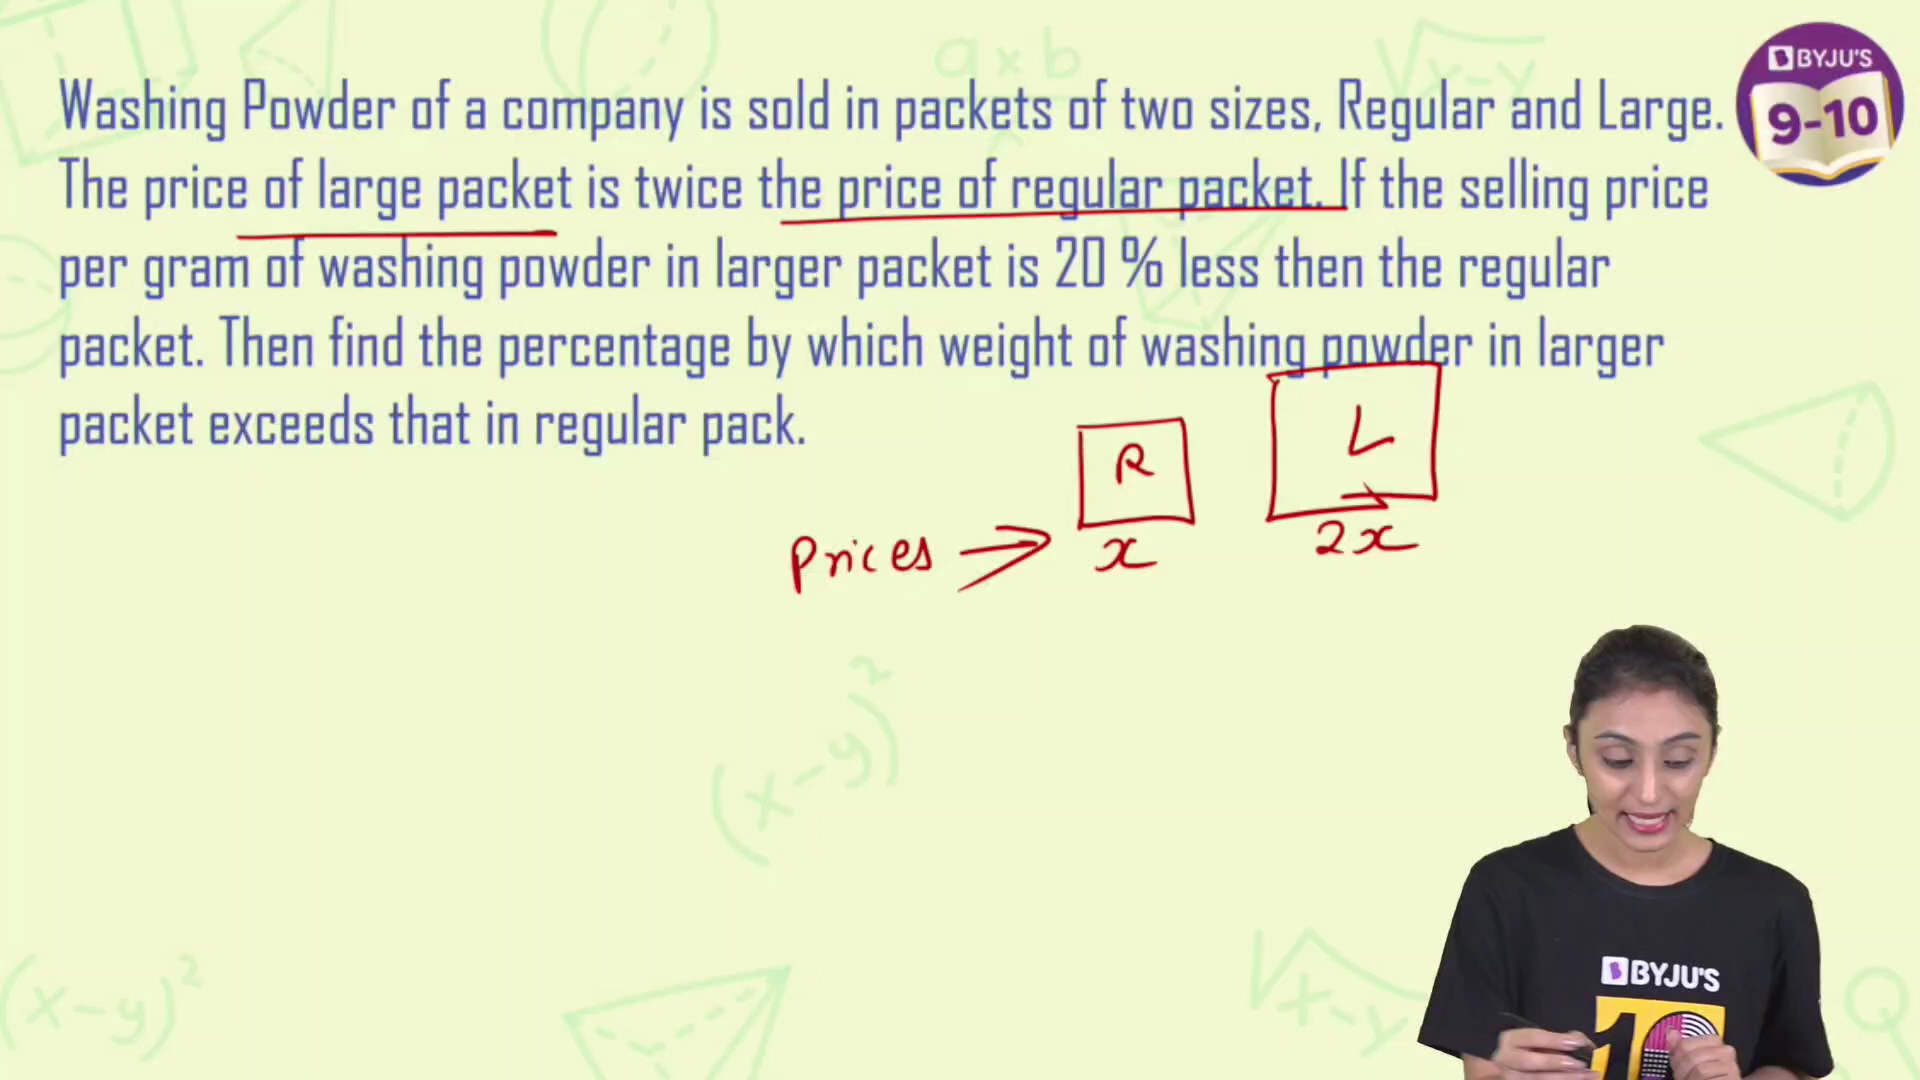 Washing Powder of a company is sold in packets of two sizes, Regular and Large.
The price of large packet is twice the price of regular packet. If the selling price
per gram of washing powder in larger packet is 20 % less then the regular
packet. Then find the percentage by which weight of washing powder in larger
packet exceeds that in regular pack.
BYJU'S
9-10
R
L
Prices
x
2x
a x b
c
√x-y
(x-y)²
(x-y)²
√x-y
BYJU'S
10